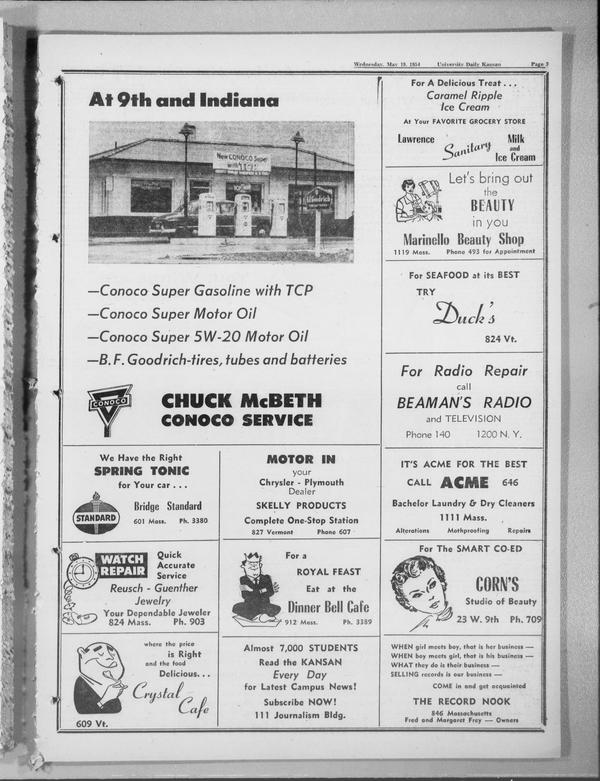 Wednesday, May 19, 1954 University Daily Kansan Page 3
At 9th and Indiana
New CONOCO Super
with TCP
Goodrich
—Conoco Super Gasoline with TCP
—Conoco Super Motor Oil
—Conoco Super 5W-20 Motor Oil
—B.F. Goodrich-tires, tubes and batteries
CONOCO
CHUCK McBETH
CONOCO SERVICE
For A Delicious Treat . . .
Caramel Ripple
Ice Cream
At Your FAVORITE GROCERY STORE
Lawrence Sanitary Milk
and
Ice Cream
Let's bring out
the
BEAUTY
in you
Marinello Beauty Shop
1119 Mass. Phone 493 for Appointment
For SEAFOOD at its BEST
TRY
Duck's
824 Vt.
For Radio Repair
call
BEAMAN'S RADIO
and TELEVISION
Phone 140 1200 N. Y.
We Have the Right
SPRING TONIC
for Your car . . .
STANDARD
Bridge Standard
601 Mass. Ph. 3380
MOTOR IN
your
Chrysler - Plymouth
Dealer
SKELLY PRODUCTS
Complete One-Stop Station
827 Vermont Phone 607
IT'S ACME FOR THE BEST
CALL ACME 646
Bachelor Laundry & Dry Cleaners
1111 Mass.
Alterations Mothproofing Repairs
WATCH
REPAIR
Quick
Accurate
Service
Reusch - Guenther
Jewelry
Your Dependable Jeweler
824 Mass. Ph. 903
For a
ROYAL FEAST
Eat at the
Dinner Bell Cafe
912 Mass. Ph. 3389
For The SMART CO-ED
CORN'S
Studio of Beauty
23 W. 9th Ph. 709
where the price
is Right
and the food
Delicious...
Crystal
Cafe
609 Vt.
Almost 7,000 STUDENTS
Read the KANSAN
Every Day
for Latest Campus News!
Subscribe NOW!
111 Journalism Bldg.
WHEN girl meets boy, that is her business —
WHEN boy meets girl, that is his business —
WHAT they do is their business —
SELLING records is our business —
COME in and get acquainted
THE RECORD NOOK
846 Massachusetts
Fred and Margaret Frey — Owners